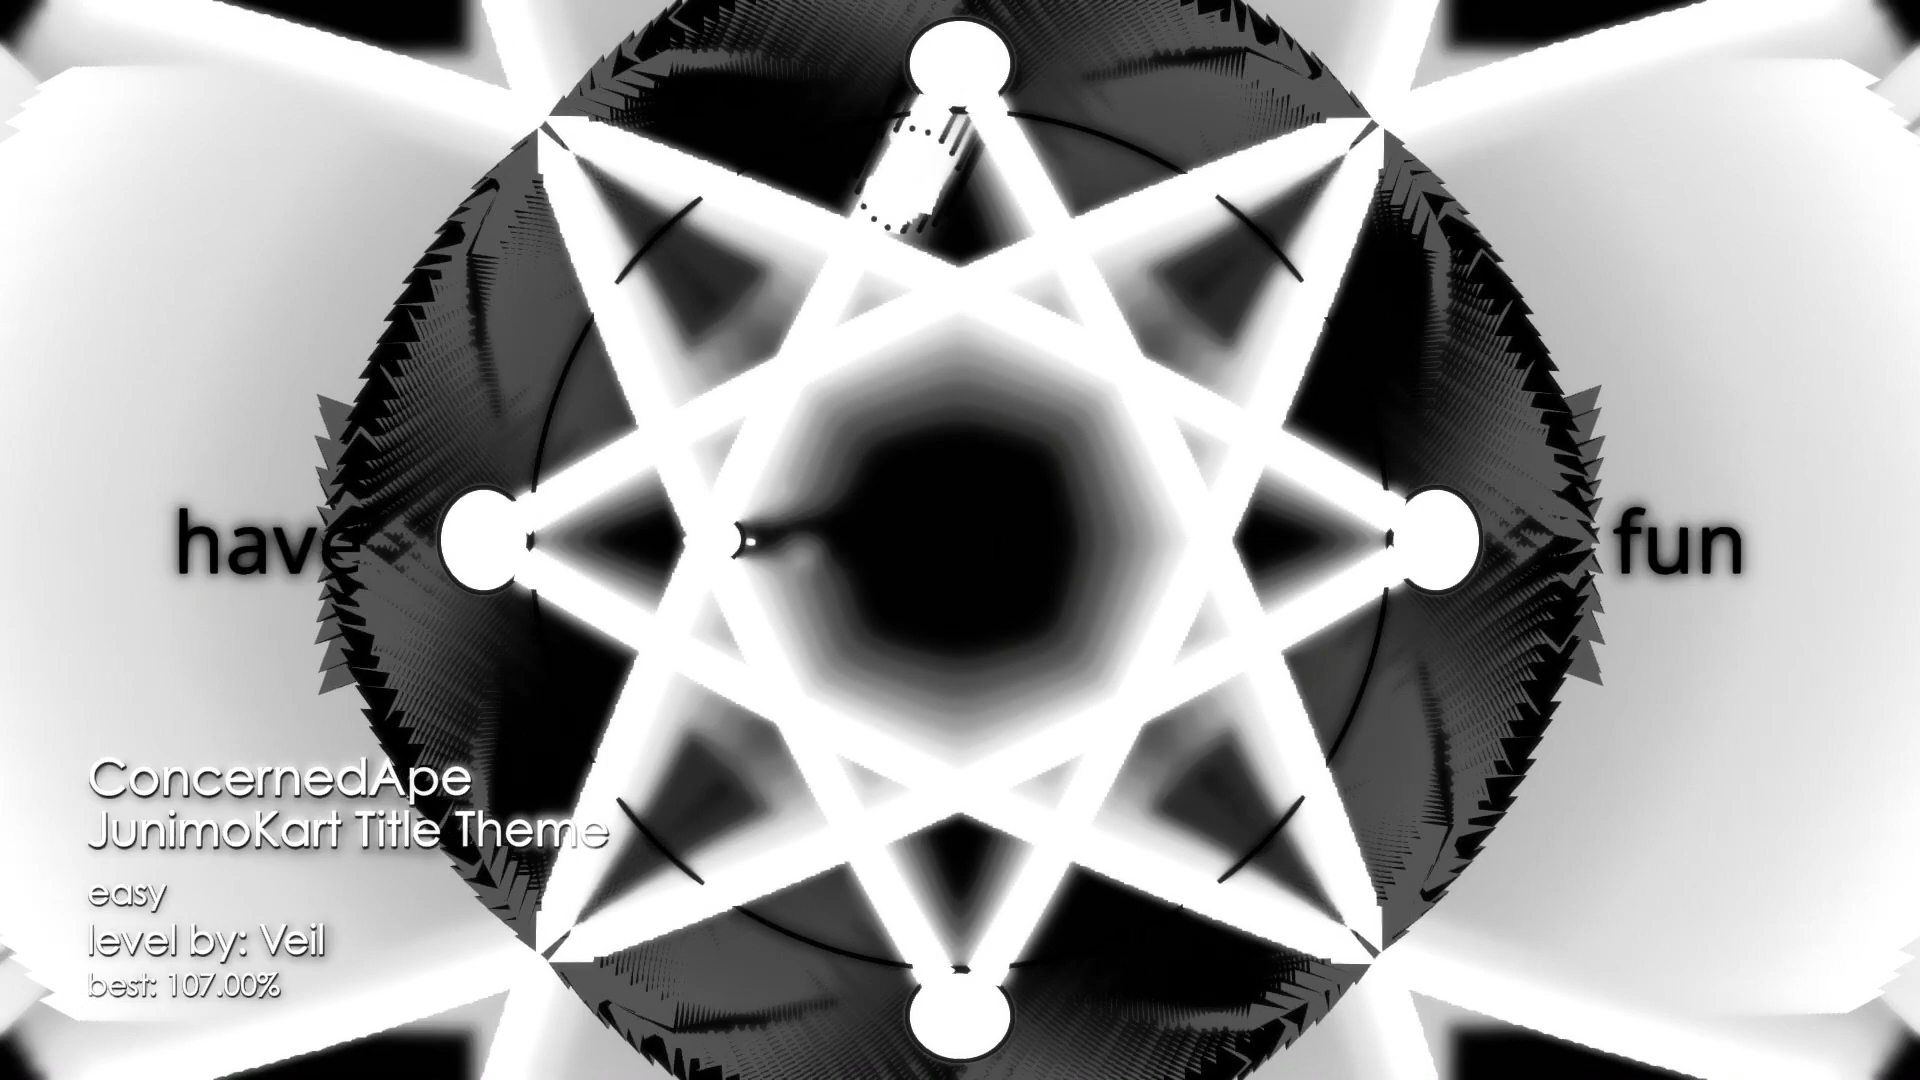 have fun
ConcernedApe
JunimoKart Title Theme
easy
level by: Veil
best: 107.00%